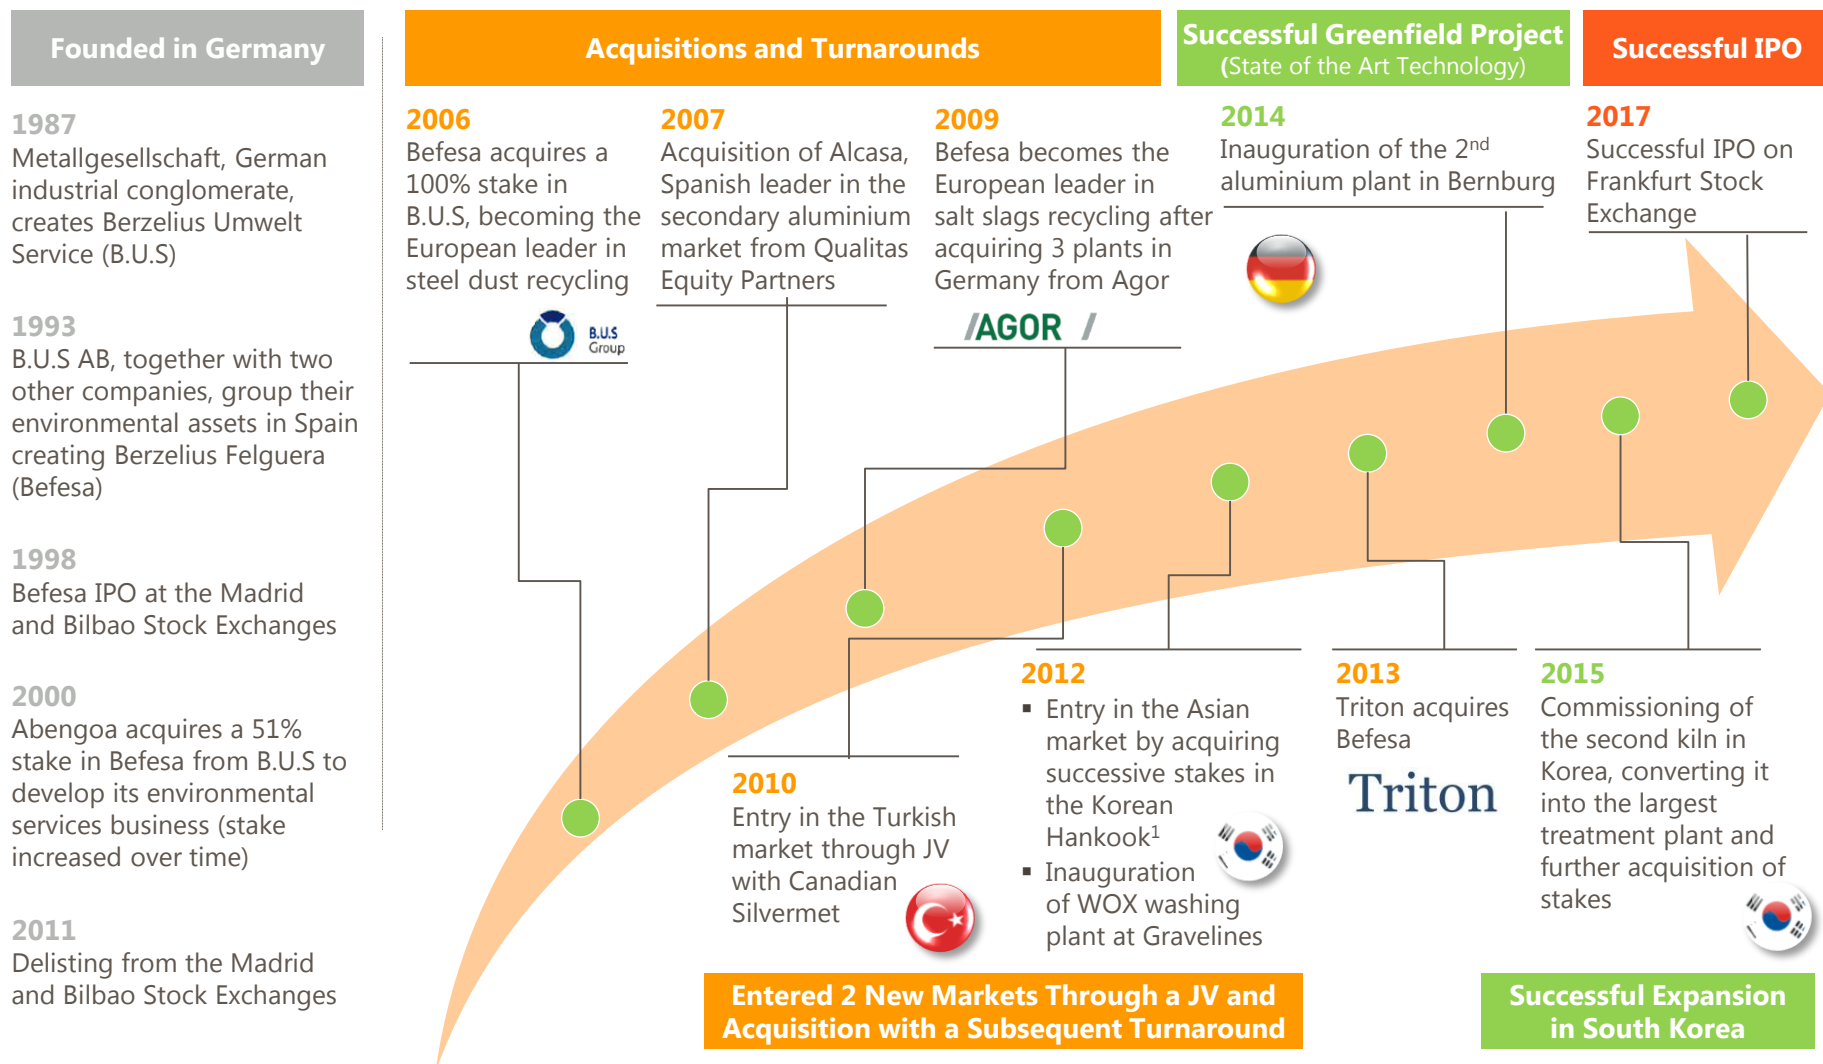 Founded in Germany
1987
Metallgesellschaft, German
industrial conglomerate,
creates Berzelius Umwelt
Service (B.U.S)
1993
B.U.S AB, together with two
other companies, group their
environmental assets in Spain
creating Berzelius Felguera
(Befesa)
1998
Befesa IPO at the Madrid
and Bilbao Stock Exchanges
2000
Abengoa acquires a 51%
stake in Befesa from B.U.S to
develop its environmental
services business (stake
increased over time)
2011
Delisting from the Madrid
and Bilbao Stock Exchanges
Acquisitions and Turnarounds
2006
Befesa acquires a
100% stake in
B.U.S, becoming the
European leader in
steel dust recycling
B.U.S
Group
2007
Acquisition of Alcasa,
Spanish leader in the
secondary aluminium
market from Qualitas
Equity Partners
2009
Befesa becomes the
European leader in
salt slags recycling after
acquiring 3 plants in
Germany from Agor
/AGOR /
Successful Greenfield Project
(State of the Art Technology)
2014
Inauguration of the 2nd
aluminium plant in Bernburg
Successful IPO
2017
Successful IPO on
Frankfurt Stock
Exchange
2010
Entry in the Turkish
market through JV
with Canadian
Silvermet
2012
▪ Entry in the Asian
market by acquiring
successive stakes in
the Korean
Hankook1
▪ Inauguration
of WOX washing
plant at Gravelines
2013
Triton acquires
Befesa
Triton
2015
Commissioning of
the second kiln in
Korea, converting it
into the largest
treatment plant and
further acquisition of
stakes
Entered 2 New Markets Through a JV and
Acquisition with a Subsequent Turnaround
Successful Expansion
in South Korea